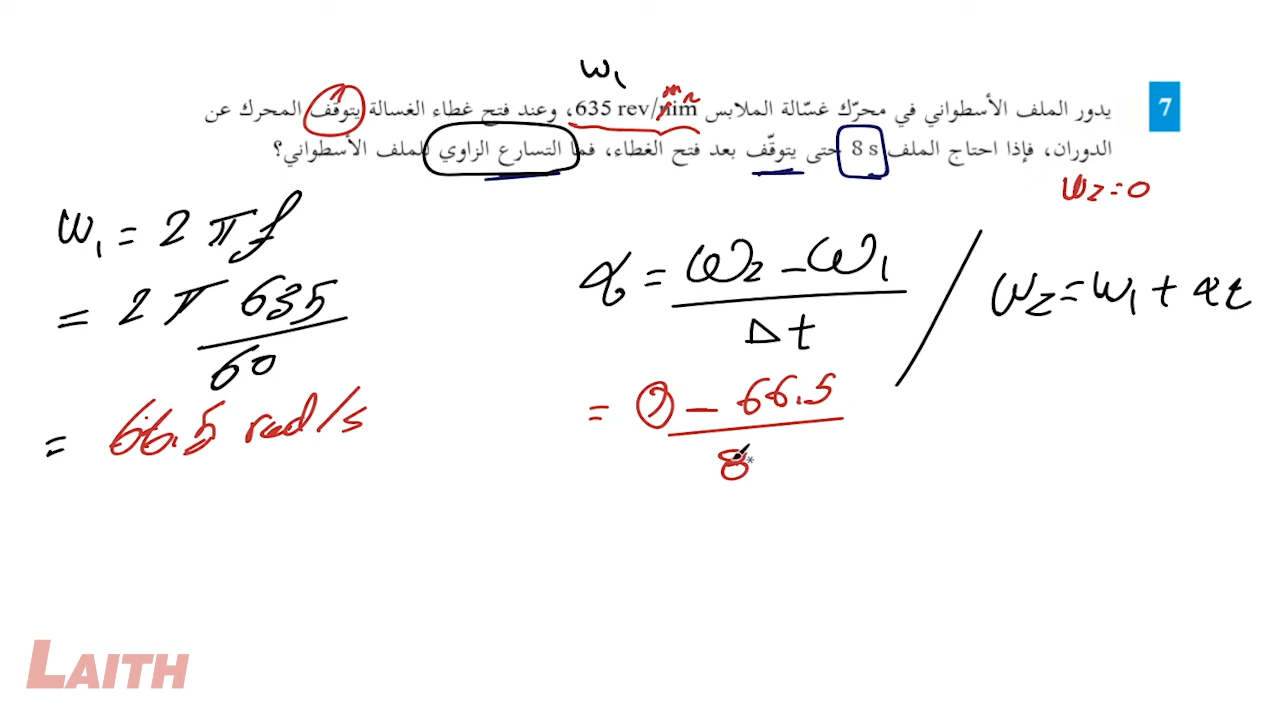 ω₁
7 يدور الملف الأسطواني في محرّك غسّالة الملابس 635 rev/nim، وعند فتح غطاء الغسالة يتوقف المحرك عن
الدوران، فإذا احتاج الملف 8 s حتى يتوقّف بعد فتح الغطاء، فما التسارع الزاوي للملف الأسطواني؟
ω₂=0
ω₁ = 2πf
= 2π 635/60
= 66.5 rad/s
α = ω₂-ω₁/Δt
= 0 - 66.5/8
ω₂=ω₁+αt
LAITH